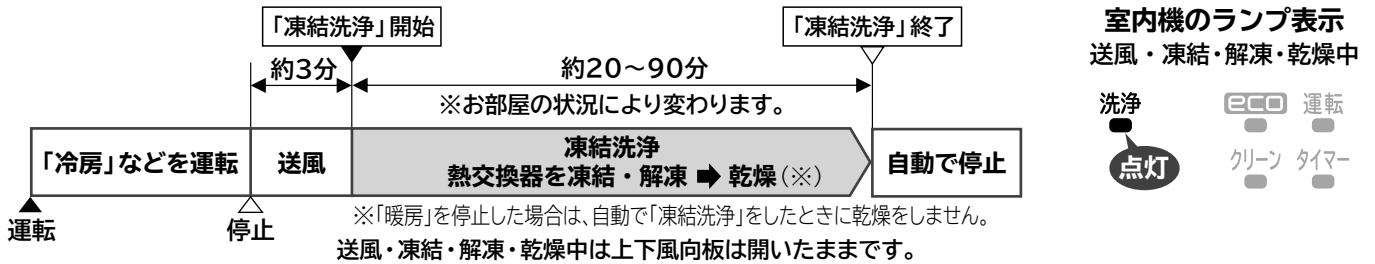 「凍結洗浄」開始
「凍結洗浄」終了
約3分
約20～90分
※お部屋の状況により変わります。
「冷房」などを運転
送風
凍結洗浄
熱交換器を凍結・解凍 ➡ 乾燥(※)
自動で停止
運転
停止
※「暖房」を停止した場合は、自動で「凍結洗浄」をしたときに乾燥をしません。
送風・凍結・解凍・乾燥中は上下風向板は開いたままです。
室内機のランプ表示
送風・凍結・解凍・乾燥中
洗浄
eco 運転
点灯
クリーン タイマー